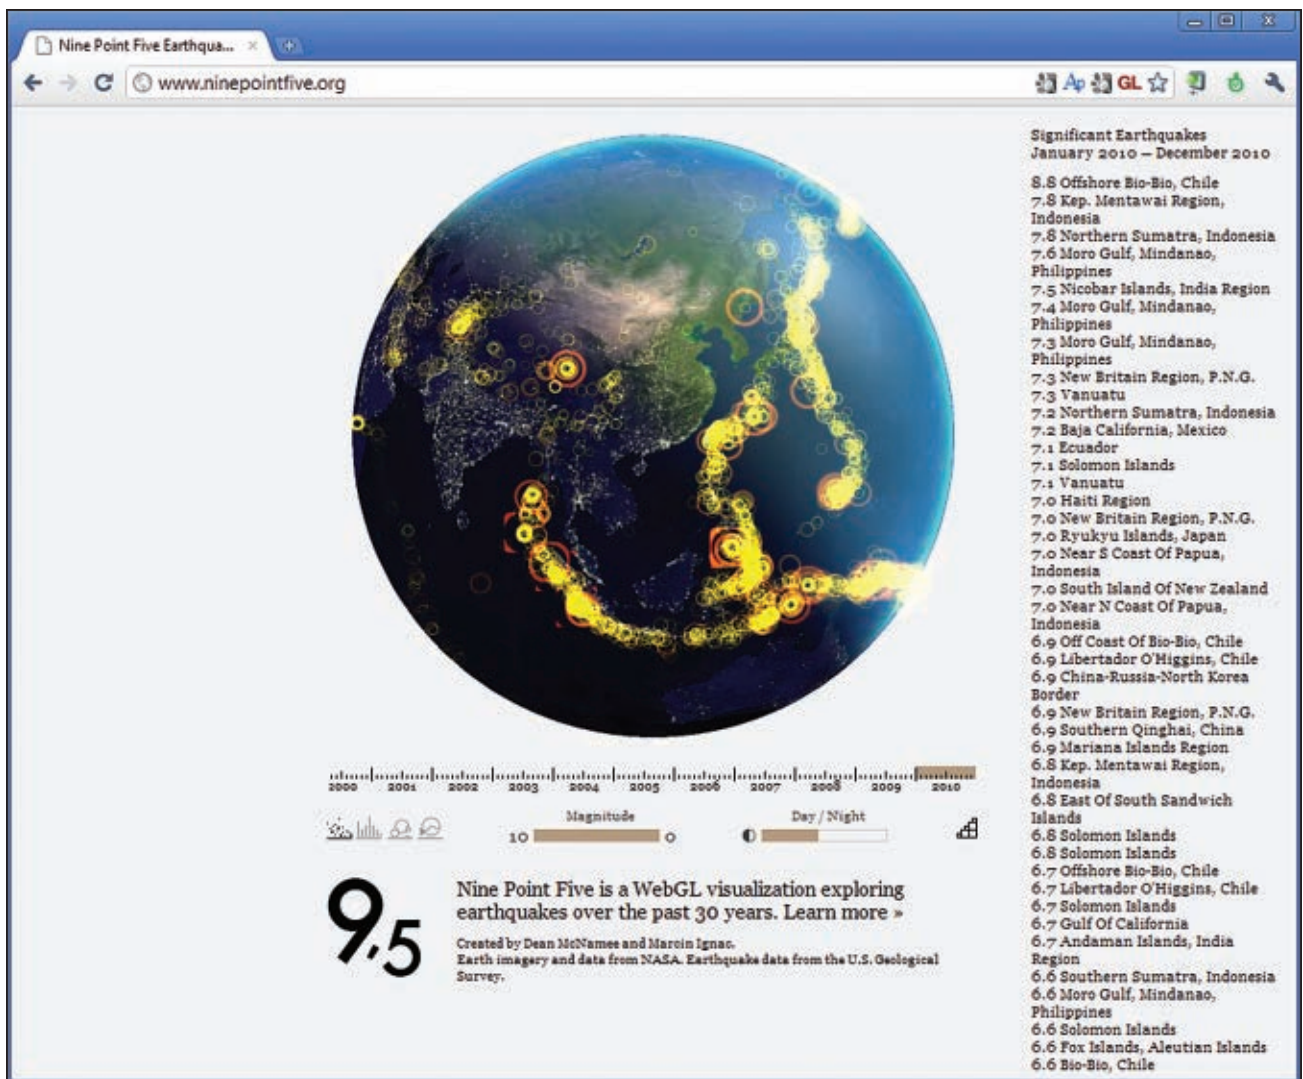 Nine Point Five Earthqua...
www.ninepointfive.org
Ap
GL
Significant Earthquakes
January 2010 – December 2010
8.8 Offshore Bio-Bio, Chile
7.8 Kep. Mentawai Region,
Indonesia
7.8 Northern Sumatra, Indonesia
7.6 Moro Gulf, Mindanao,
Philippines
7.5 Nicobar Islands, India Region
7.4 Moro Gulf, Mindanao,
Philippines
7.3 Moro Gulf, Mindanao,
Philippines
7.3 New Britain Region, P.N.G.
7.3 Vanuatu
7.2 Northern Sumatra, Indonesia
7.2 Baja California, Mexico
7.1 Ecuador
7.1 Solomon Islands
7.1 Vanuatu
7.0 Haiti Region
7.0 New Britain Region, P.N.G.
7.0 Ryukyu Islands, Japan
7.0 Near S Coast Of Papua,
Indonesia
7.0 South Island Of New Zealand
7.0 Near N Coast Of Papua,
Indonesia
6.9 Off Coast Of Bio-Bio, Chile
6.9 Libertador O'Higgins, Chile
6.9 China-Russia-North Korea
Border
6.9 New Britain Region, P.N.G.
6.9 Southern Qinghai, China
6.9 Mariana Islands Region
6.8 Kep. Mentawai Region,
Indonesia
6.8 East Of South Sandwich
Islands
6.8 Solomon Islands
6.8 Solomon Islands
6.7 Offshore Bio-Bio, Chile
6.7 Libertador O'Higgins, Chile
6.7 Solomon Islands
6.7 Gulf Of California
6.7 Andaman Islands, India
Region
6.6 Southern Sumatra, Indonesia
6.6 Moro Gulf, Mindanao,
Philippines
6.6 Solomon Islands
6.6 Fox Islands, Aleutian Islands
6.6 Bio-Bio, Chile
2000 2001 2002 2003 2004 2005 2006 2007 2008 2009 2010
Magnitude
10 0
Day / Night
9.5
Nine Point Five is a WebGL visualization exploring
earthquakes over the past 30 years. Learn more »
Created by Dean McNamee and Marcin Ignac.
Earth imagery and data from NASA. Earthquake data from the U.S. Geological
Survey.